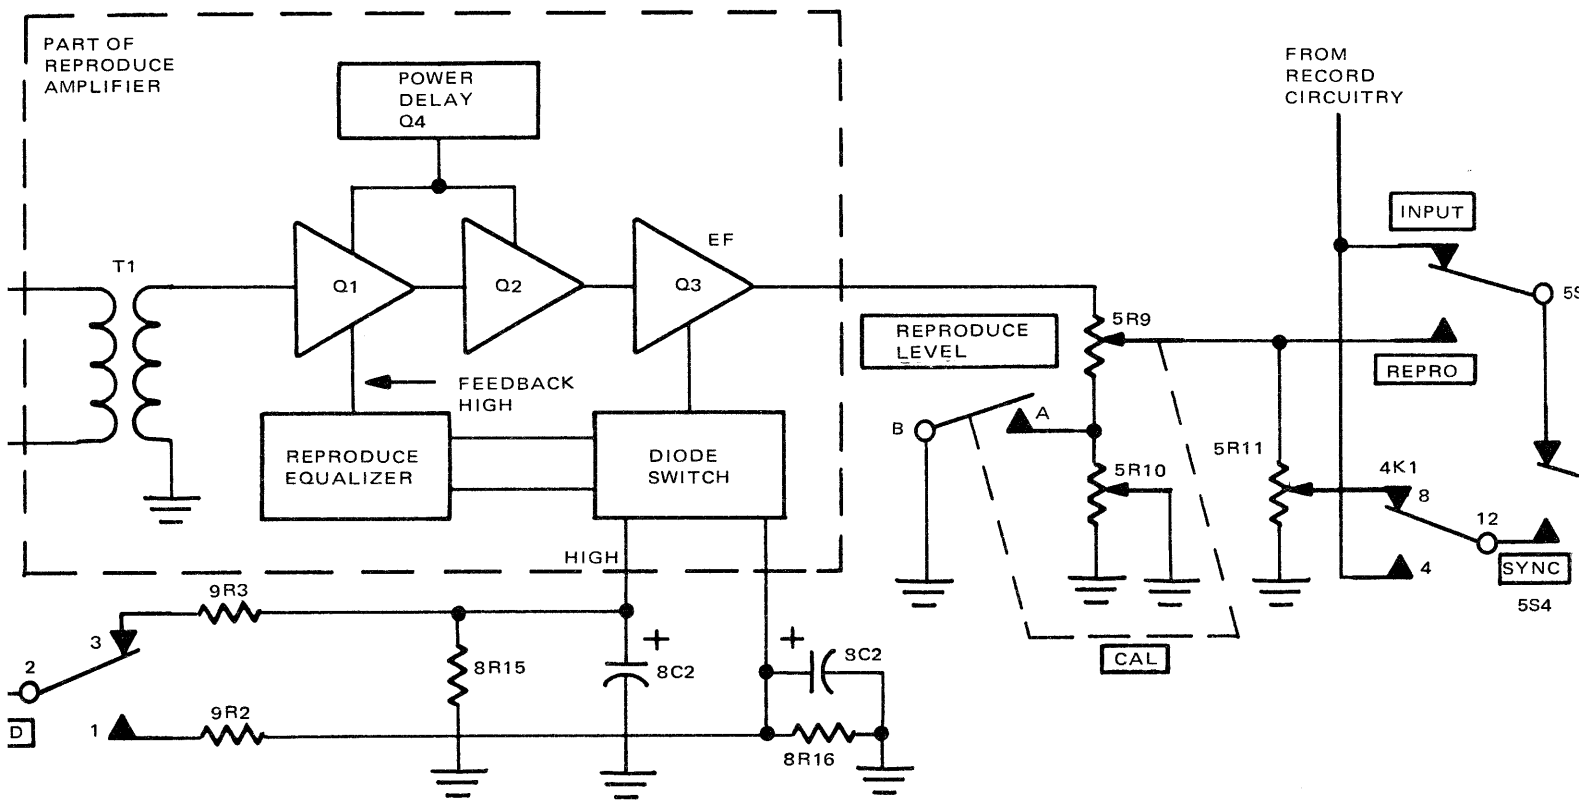 PART OF
REPRODUCE
AMPLIFIER
POWER
DELAY
Q4
FROM
RECORD
CIRCUITRY
INPUT
T1
Q1
Q2
Q3
EF
5S
5R9
REPRODUCE
LEVEL
REPRO
FEEDBACK
HIGH
B
A
REPRODUCE
EQUALIZER
DIODE
SWITCH
5R10
5R11
4K1
8
12
HIGH
4
SYNC
5S4
9R3
3
2
8R15
+
8C2
+
8C2
CAL
D
1
9R2
8R16